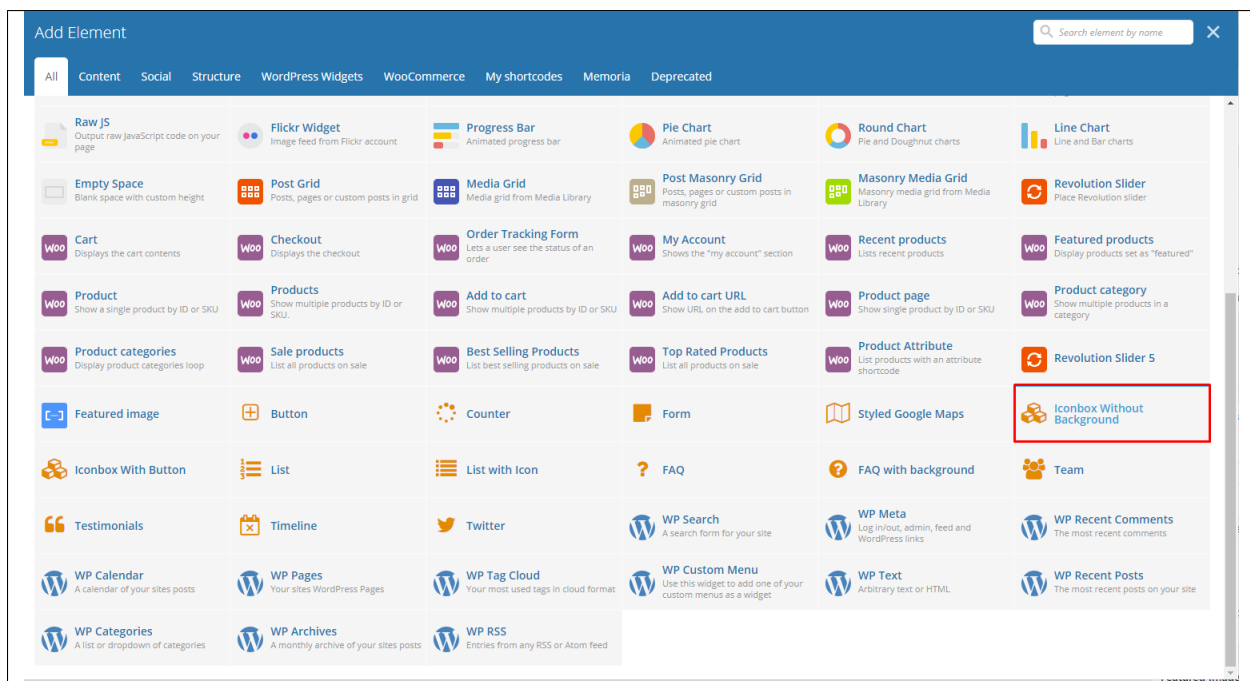 Add Element
Search element by name
All Content Social Structure WordPress Widgets WooCommerce My shortcodes Memoria Deprecated
Raw JS
Output raw JavaScript code on your
page
Flickr Widget
Image feed from Flickr account
Progress Bar
Animated progress bar
Pie Chart
Animated pie chart
Round Chart
Pie and Doughnut charts
Line Chart
Line and Bar charts
Empty Space
Blank space with custom height
Post Grid
Posts, pages or custom posts in grid
Media Grid
Media grid from Media Library
Post Masonry Grid
Posts, pages or custom posts in
masonry grid
Masonry Media Grid
Masonry media grid from Media
Library
Revolution Slider
Place Revolution slider
WOO
Cart
Displays the cart contents
WOO
Checkout
Displays the checkout
WOO
Order Tracking Form
Lets a user see the status of an
order
WOO
My Account
Shows the "my account" section
WOO
Recent products
Lists recent products
WOO
Featured products
Display products set as "featured"
WOO
Product
Show a single product by ID or SKU
WOO
Products
Show multiple products by ID or
SKU.
WOO
Add to cart
Show multiple products by ID or SKU
WOO
Add to cart URL
Show URL on the add to cart button
WOO
Product page
Show single product by ID or SKU
WOO
Product category
Show multiple products in a
category
WOO
Product categories
Display product categories loop
WOO
Sale products
List all products on sale
WOO
Best Selling Products
List best selling products on sale
WOO
Top Rated Products
List all products on sale
WOO
Product Attribute
List products with an attribute
shortcode
Revolution Slider 5
Featured image
Button
Counter
Form
Styled Google Maps
Iconbox Without
Background
Iconbox With Button
List
List with Icon
FAQ
FAQ with background
Team
Testimonials
Timeline
Twitter
WP Search
A search form for your site
WP Meta
Log in/out, admin, feed and
WordPress links
WP Recent Comments
The most recent comments
WP Calendar
A calendar of your sites posts
WP Pages
Your sites WordPress Pages
WP Tag Cloud
Your most used tags in cloud format
WP Custom Menu
Use this widget to add one of your
custom menus as a widget
WP Text
Arbitrary text or HTML
WP Recent Posts
The most recent posts on your site
WP Categories
A list or dropdown of categories
WP Archives
A monthly archive of your sites posts
WP RSS
Entries from any RSS or Atom feed